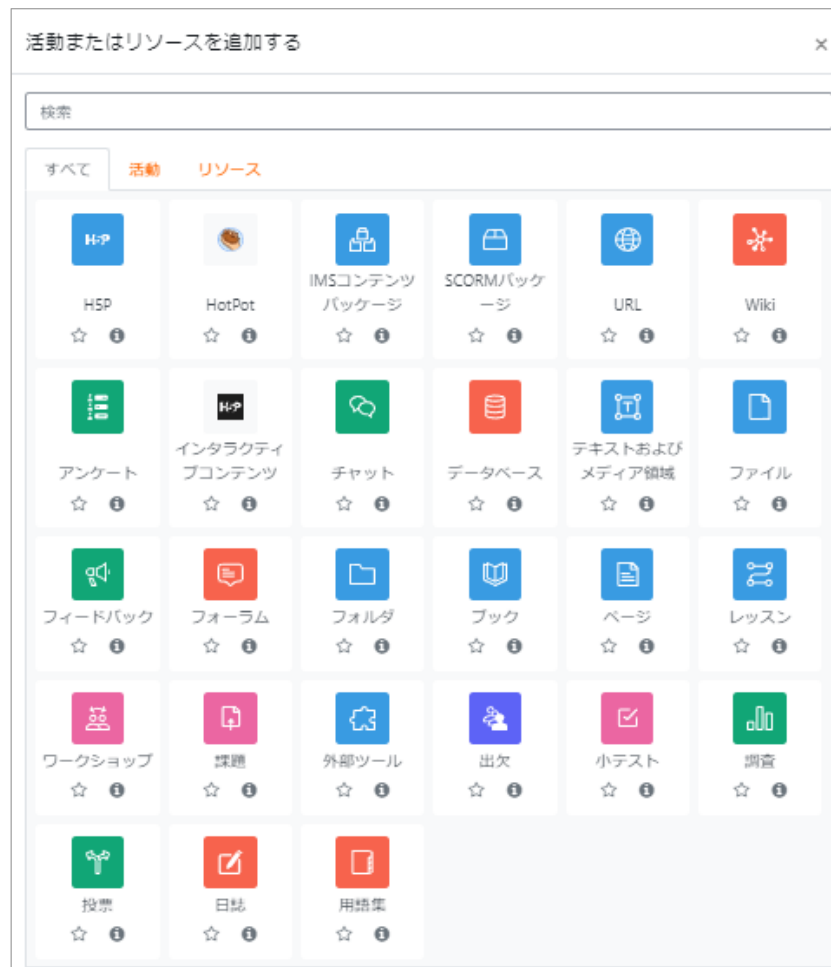 活動またはリソースを追加する
×
検索
すべて 活動 リソース
H5P
H5P
HotPot
IMSコンテンツ
パッケージ
SCORMパッケ
ージ
URL
Wiki
アンケート
H5P
インタラクティ
ブコンテンツ
チャット
データベース
T
テキストおよび
メディア領域
ファイル
フィードバック
フォーラム
フォルダ
ブック
ページ
レッスン
ワークショップ
課題
外部ツール
出欠
小テスト
調査
投票
日誌
用語集